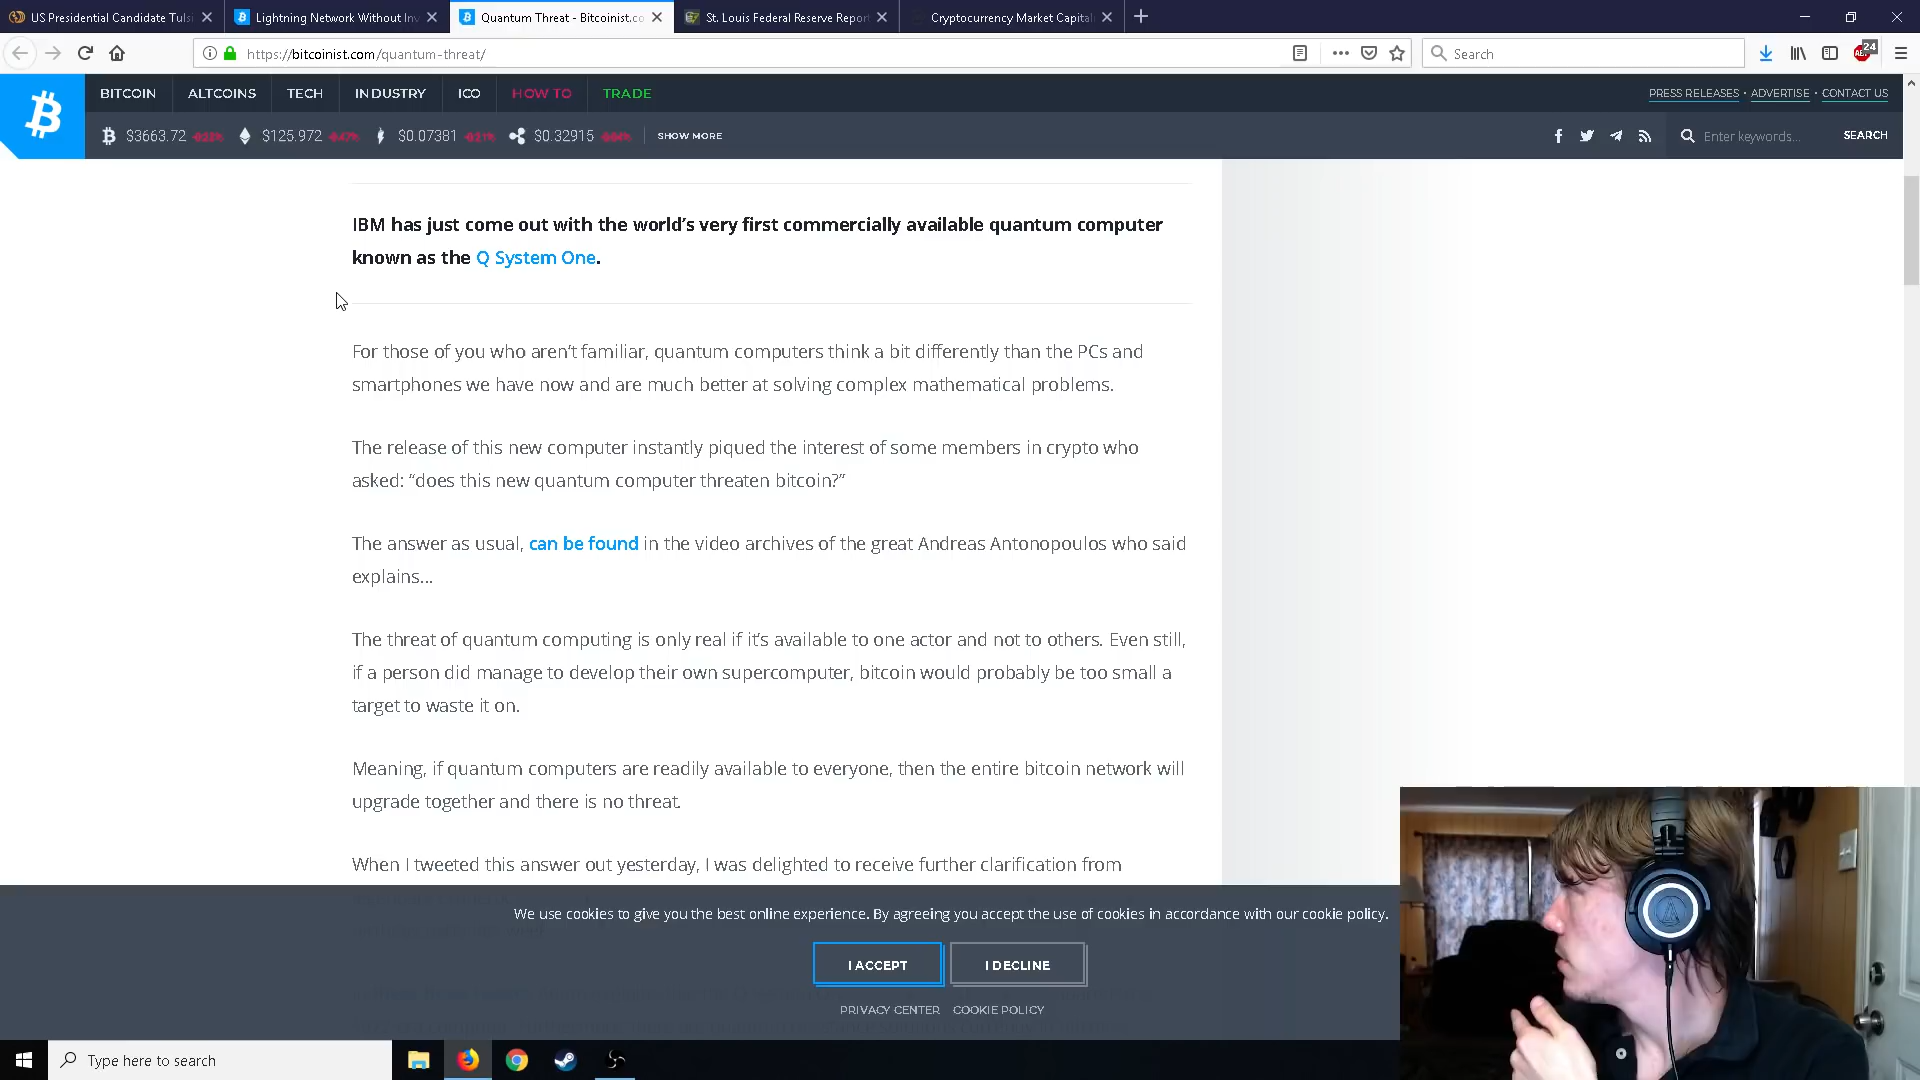 US Presidential Candidate Tulsi
Lightning Network Without Inv
Quantum Threat - Bitcoinist.co
St. Louis Federal Reserve Report
Cryptocurrency Market Capital
https://bitcoinist.com/quantum-threat/
Search
24
BITCOIN ALTCOINS TECH INDUSTRY ICO HOW TO TRADE
PRESS RELEASES • ADVERTISE • CONTACT US
$3663.72 $125.972 $0.07381 $0.32915 SHOW MORE
Enter keywords... SEARCH
IBM has just come out with the world's very first commercially available quantum computer
known as the Q System One.
For those of you who aren't familiar, quantum computers think a bit differently than the PCs and
smartphones we have now and are much better at solving complex mathematical problems.
The release of this new computer instantly piqued the interest of some members in crypto who
asked: “does this new quantum computer threaten bitcoin?”
The answer as usual, can be found in the video archives of the great Andreas Antonopoulos who said
explains...
The threat of quantum computing is only real if it's available to one actor and not to others. Even still,
if a person did manage to develop their own supercomputer, bitcoin would probably be too small a
target to waste it on.
Meaning, if quantum computers are readily available to everyone, then the entire bitcoin network will
upgrade together and there is no threat.
When I tweeted this answer out yesterday, I was delighted to receive further clarification from
We use cookies to give you the best online experience. By agreeing you accept the use of cookies in accordance with our cookie policy.
I ACCEPT I DECLINE
PRIVACY CENTER COOKIE POLICY
Type here to search